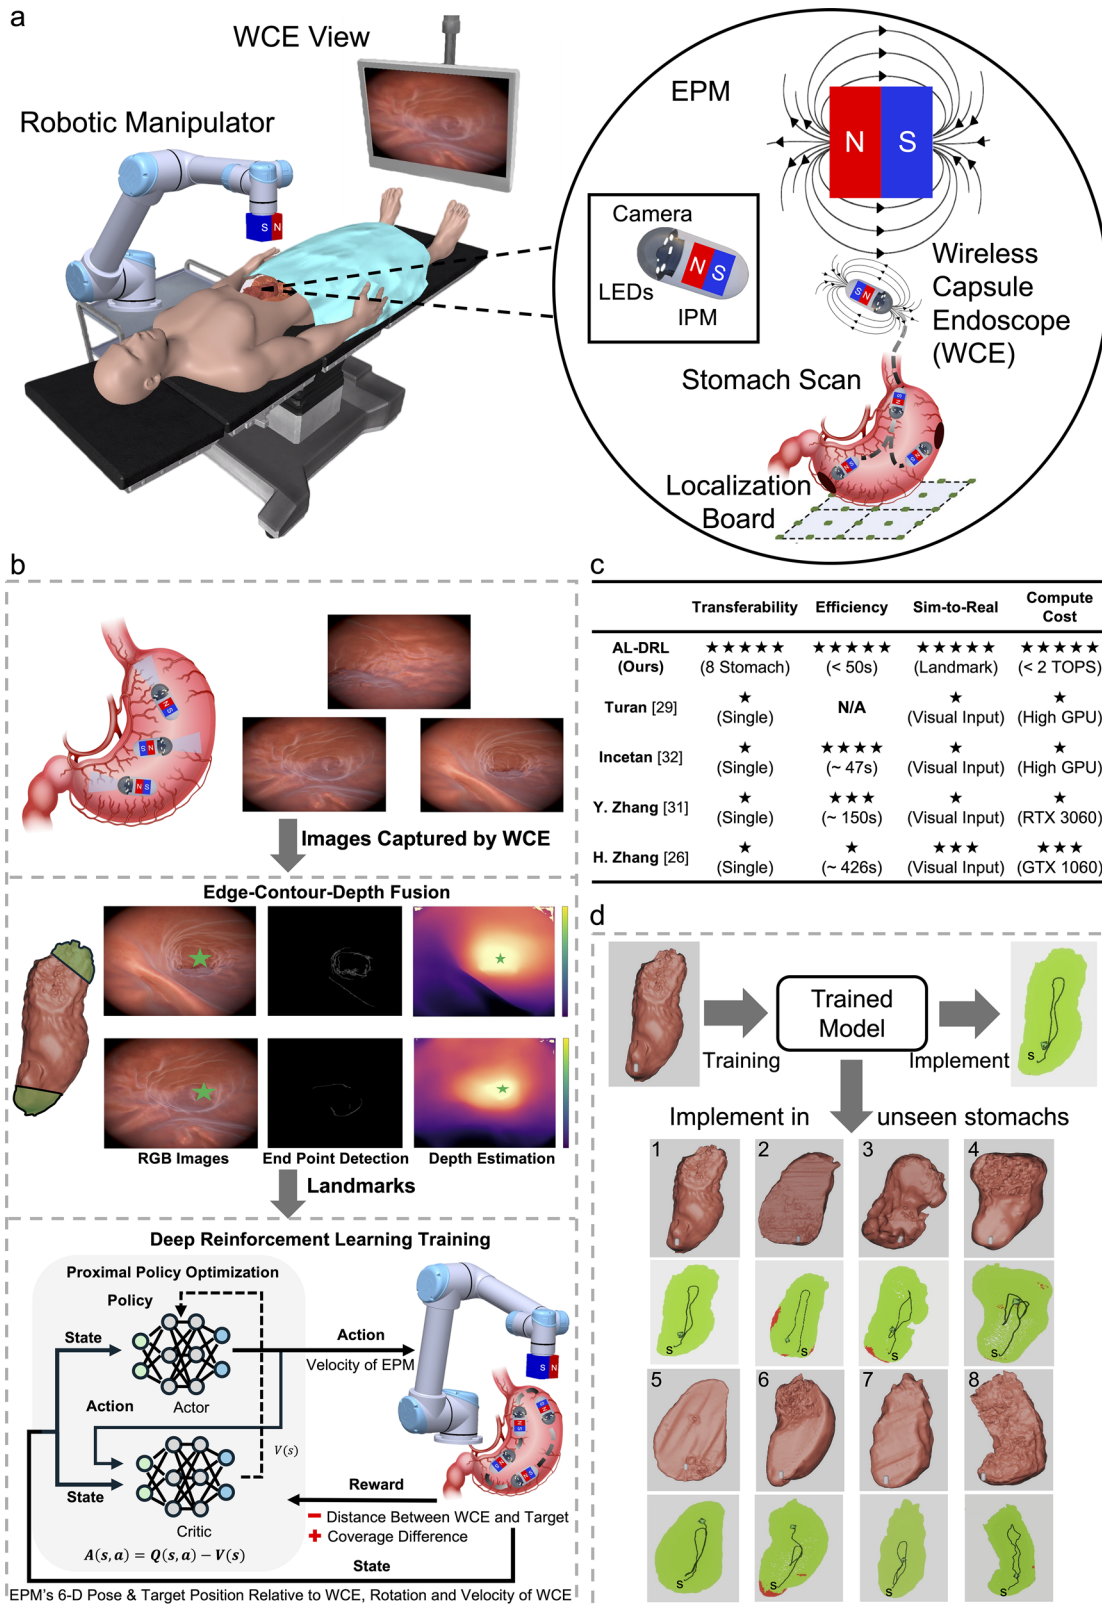 a
WCE View
Robotic Manipulator
S N
EPM
N S
Camera
LEDs
N S
IPM
S N
Wireless
Capsule
Endoscope
(WCE)
Stomach Scan
S N
N S
N S
Localization
Board
b
N S
S N
N S
Images Captured by WCE
Edge-Contour-Depth Fusion
RGB Images
End Point Detection
Depth Estimation
Landmarks
Deep Reinforcement Learning Training
Proximal Policy Optimization
Policy
State
Actor
Action
V(s)
State
Critic
A(s, a) = Q(s, a) − V(s)
Action
Velocity of EPM
S N
Reward
− Distance Between WCE and Target
+ Coverage Difference
State
EPM's 6-D Pose & Target Position Relative to WCE, Rotation and Velocity of WCE
c
Transferability Efficiency Sim-to-Real Compute Cost
AL-DRL (Ours) ★★★★★ (8 Stomach) ★★★★★ (< 50s) ★★★★★ (Landmark) ★★★★★ (< 2 TOPS)
Turan [29] ★ (Single) N/A ★ (Visual Input) ★ (High GPU)
Incetan [32] ★ (Single) ★★★★ (~ 47s) ★ (Visual Input) ★ (High GPU)
Y. Zhang [31] ★ (Single) ★★★ (~ 150s) ★ (Visual Input) ★ (RTX 3060)
H. Zhang [26] ★ (Single) ★ (~ 426s) ★★★ (Visual Input) ★★★ (GTX 1060)
d
Training
Trained
Model
Implement
S
Implement in unseen stomachs
1 2 3 4
S S S S
5 6 7 8
S S S S